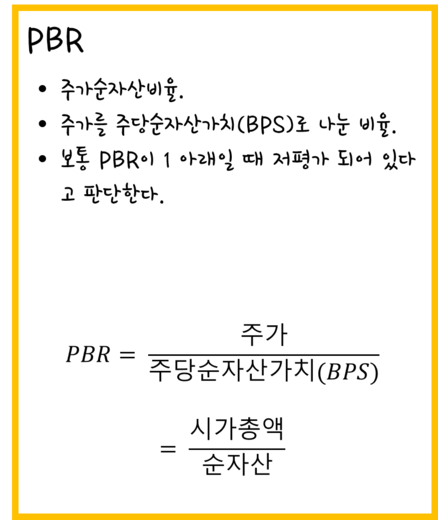 PBR
• 주가순자산비율.
• 주가를 주당순자산가치(BPS)로 나눈 비율.
• 보통 PBR이 1 아래일 때 저평가 되어 있다
고 판단한다.
PBR = 주가 / 주당순자산가치(BPS)
= 시가총액 / 순자산